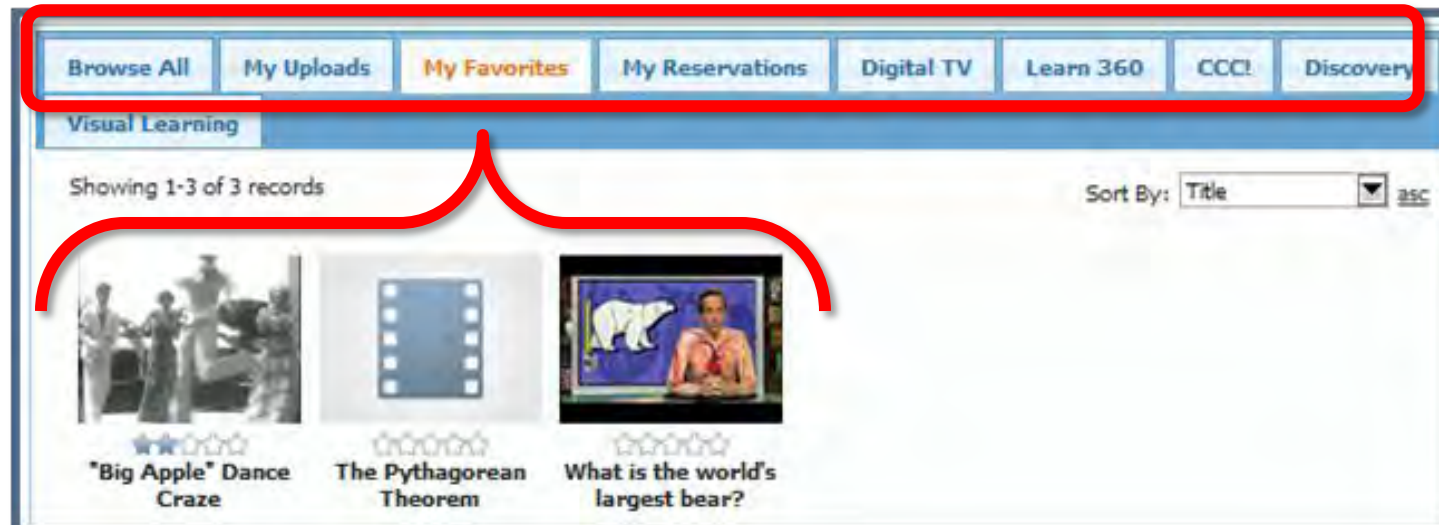 Browse All My Uploads My Favorites My Reservations Digital TV Learn 360 CCC! Discovery
Visual Learning
Showing 1-3 of 3 records
Sort By: Title asc
"Big Apple" Dance Craze
The Pythagorean Theorem
What is the world's largest bear?